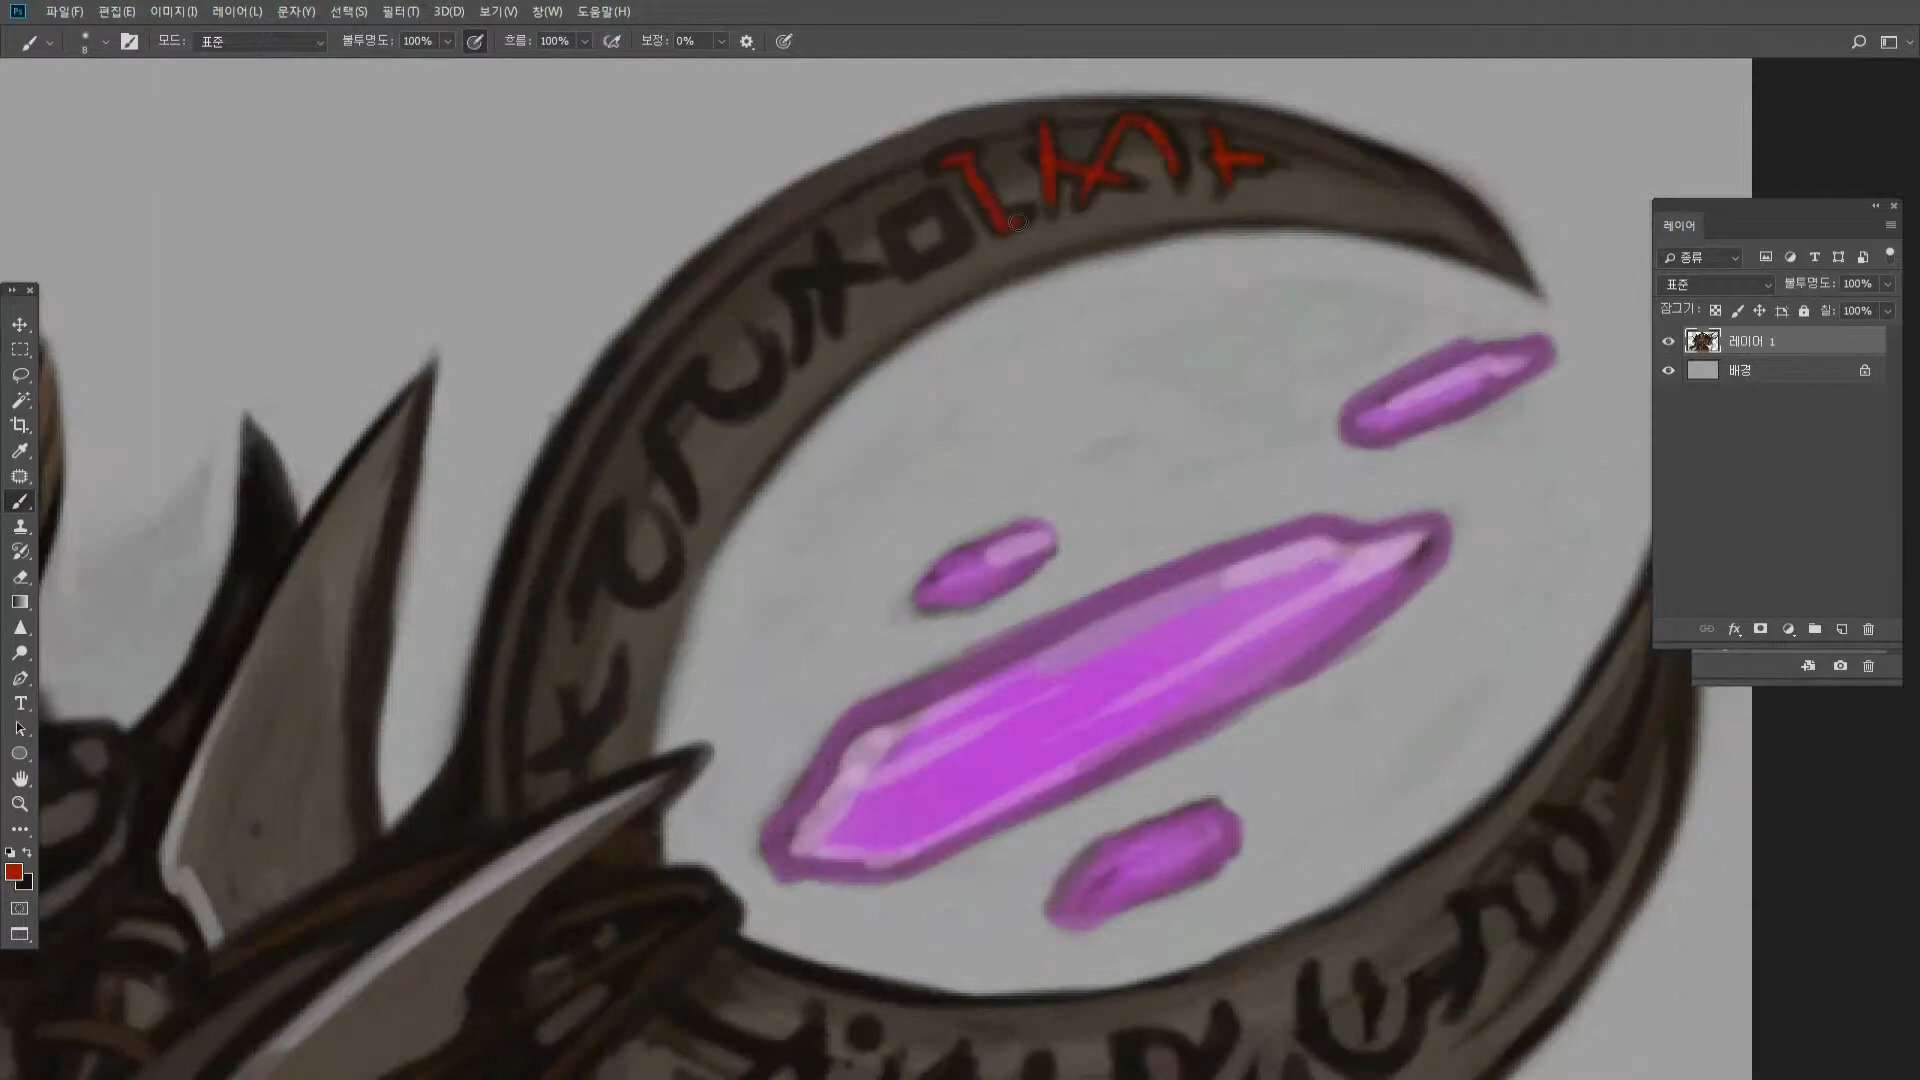 Ps 파일(F) 편집(E) 이미지(I) 레이어(L) 문자(Y) 선택(S) 필터(T) 3D(D) 보기(V) 창(W) 도움말(H)
8 모드: 표준 불투명도: 100% 흐름: 100% 보정: 0%
레이어
종류
표준 불투명도: 100%
잠그기: 칠: 100%
레이어 1
배경
fx